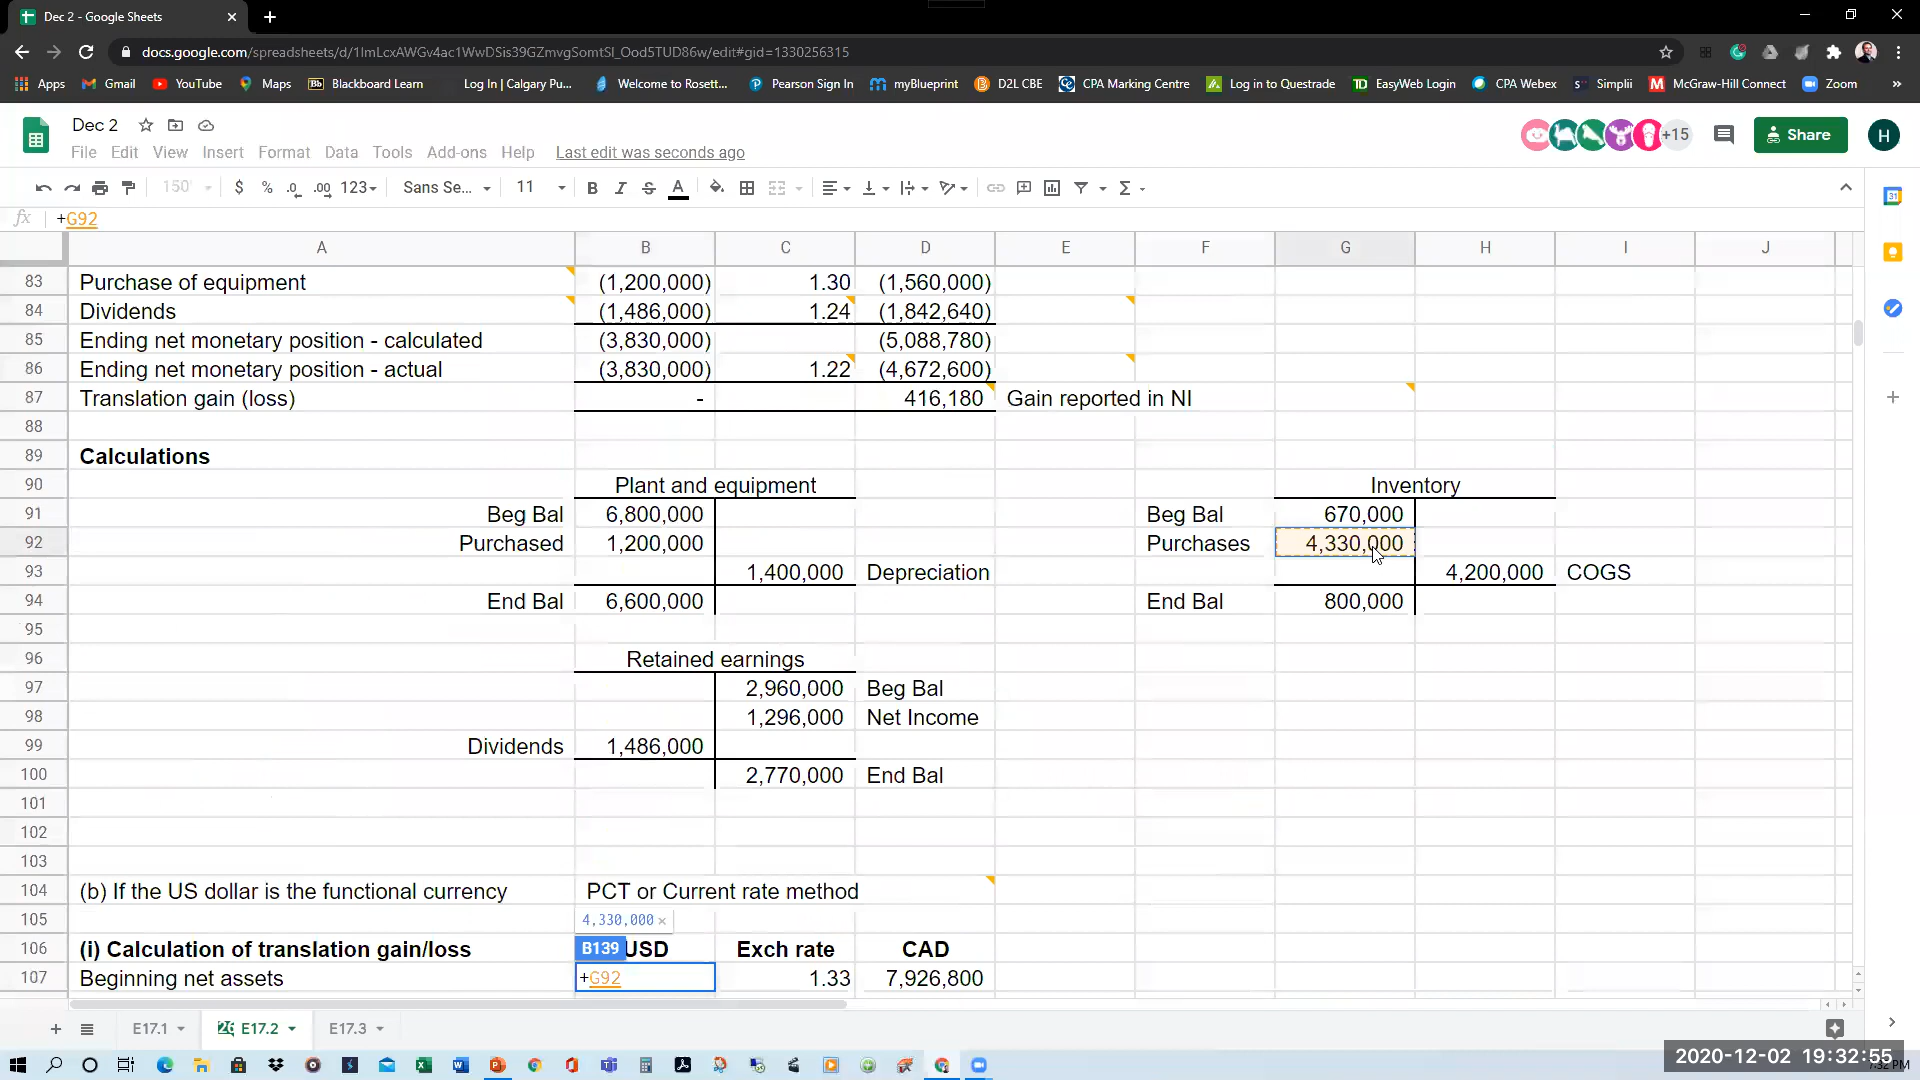 Dec 2 - Google Sheets
docs.google.com/spreadsheets/d/1ImLcxAWGv4ac1WwDSis39GZmvgSomtSI_Ood5TUD86w/edit#gid=1330256315
Apps Gmail YouTube Maps Bb Blackboard Learn Log In | Calgary Pu... Welcome to Rosett... Pearson Sign In myBlueprint D2L CBE CPA Marking Centre Log in to Questrade TD EasyWeb Login CPA Webex Simplii M McGraw-Hill Connect Zoom »
Dec 2
+15 Share H
File Edit View Insert Format Data Tools Add-ons Help Last edit was seconds ago
150 $ % .0 .00 123 Sans Se... 11 B I S A Σ
fx +G92
A B C D E F G H I J
83 Purchase of equipment (1,200,000) 1.30 (1,560,000)
84 Dividends (1,486,000) 1.24 (1,842,640)
85 Ending net monetary position - calculated (3,830,000) (5,088,780)
86 Ending net monetary position - actual (3,830,000) 1.22 (4,672,600)
87 Translation gain (loss) - 416,180 Gain reported in NI
88
89 Calculations
90 Plant and equipment Inventory
91 Beg Bal 6,800,000 Beg Bal 670,000
92 Purchased 1,200,000 Purchases 4,330,000
93 1,400,000 Depreciation 4,200,000 COGS
94 End Bal 6,600,000 End Bal 800,000
95
96 Retained earnings
97 2,960,000 Beg Bal
98 1,296,000 Net Income
99 Dividends 1,486,000
100 2,770,000 End Bal
101
102
103
104 (b) If the US dollar is the functional currency PCT or Current rate method
105 4,330,000 ×
106 (i) Calculation of translation gain/loss B139 USD Exch rate CAD
107 Beginning net assets +G92 1.33 7,926,800
+ E17.1 E17.2 E17.3
2020-12-02 19:32:55